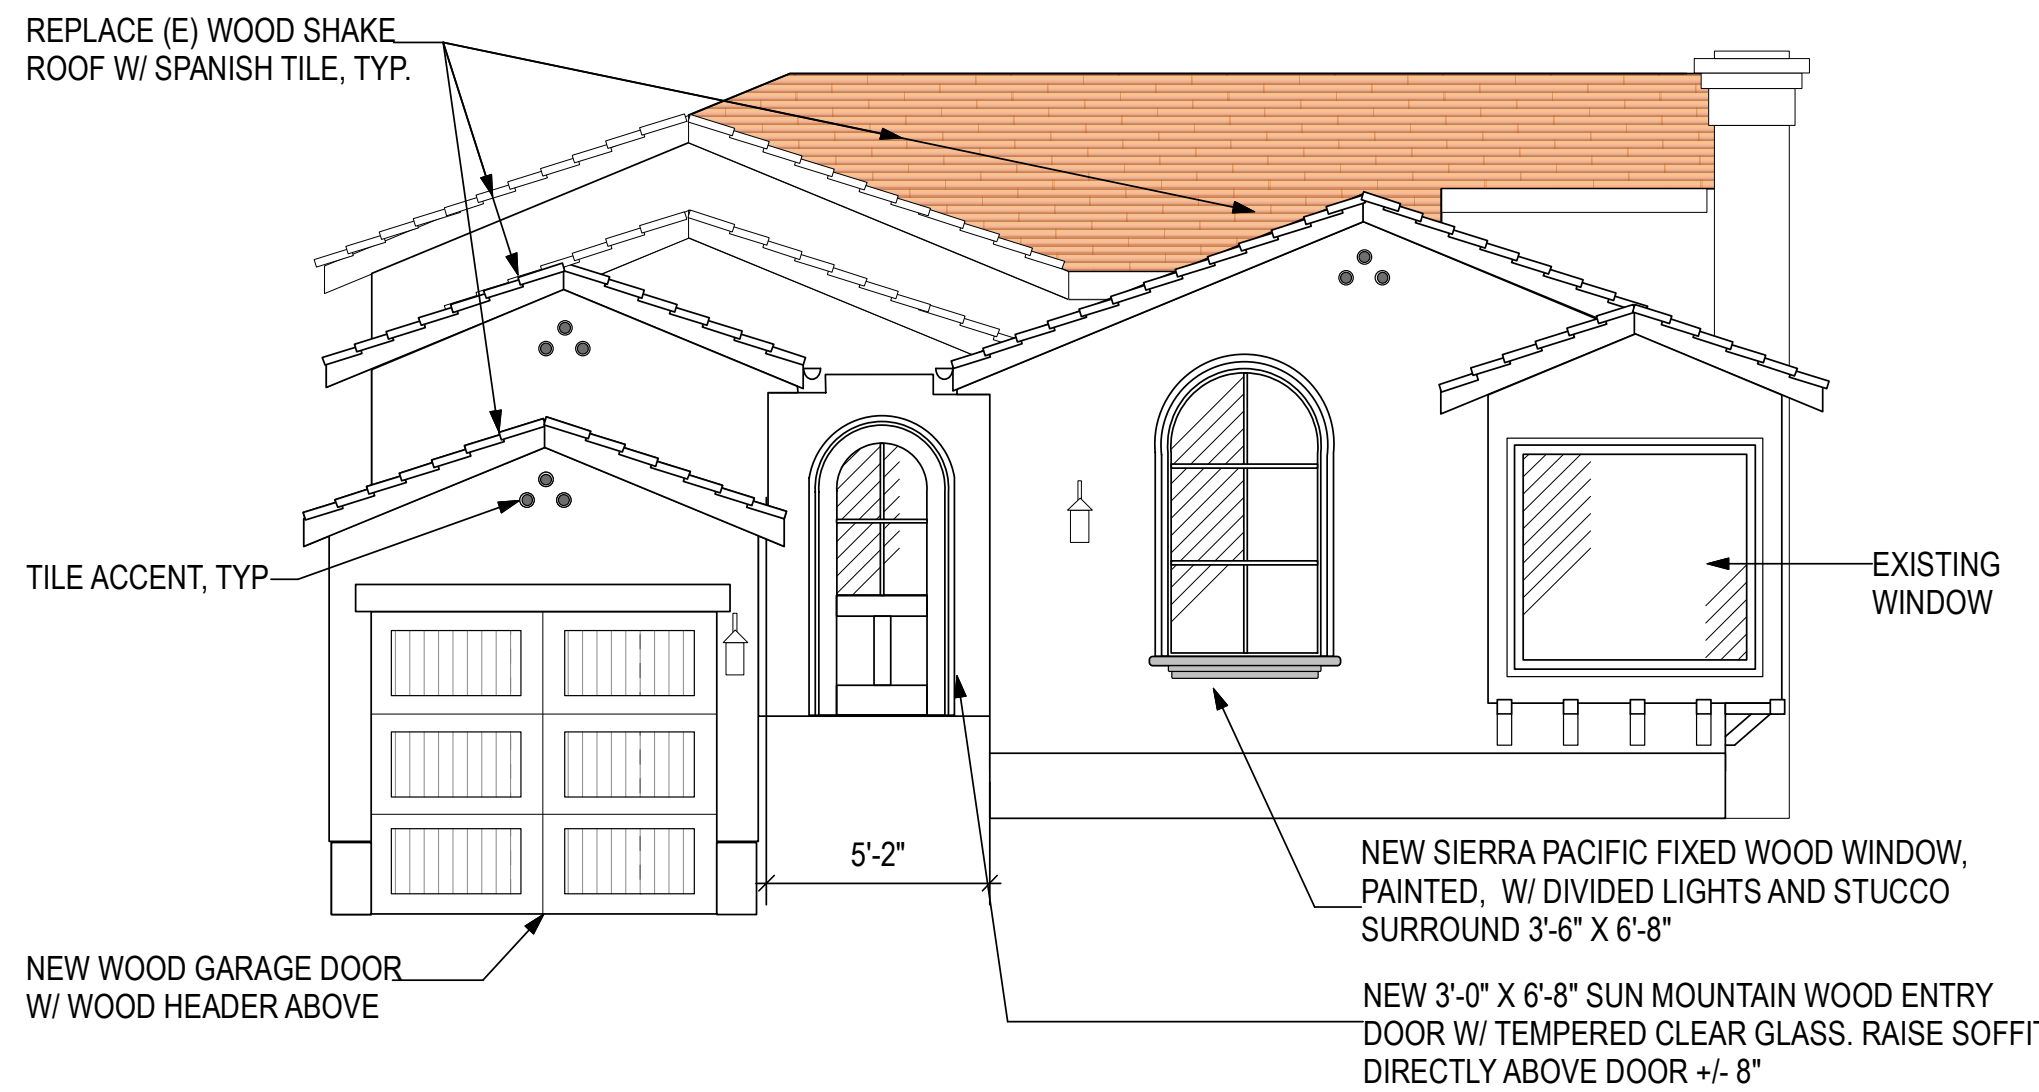 REPLACE (E) WOOD SHAKE
ROOF W/ SPANISH TILE, TYP.
TILE ACCENT, TYP
EXISTING
WINDOW
5'-2"
NEW SIERRA PACIFIC FIXED WOOD WINDOW,
PAINTED, W/ DIVIDED LIGHTS AND STUCCO
SURROUND 3'-6" X 6'-8"
NEW WOOD GARAGE DOOR
W/ WOOD HEADER ABOVE
NEW 3'-0" X 6'-8" SUN MOUNTAIN WOOD ENTRY
DOOR W/ TEMPERED CLEAR GLASS. RAISE SOFFIT
DIRECTLY ABOVE DOOR +/- 8"